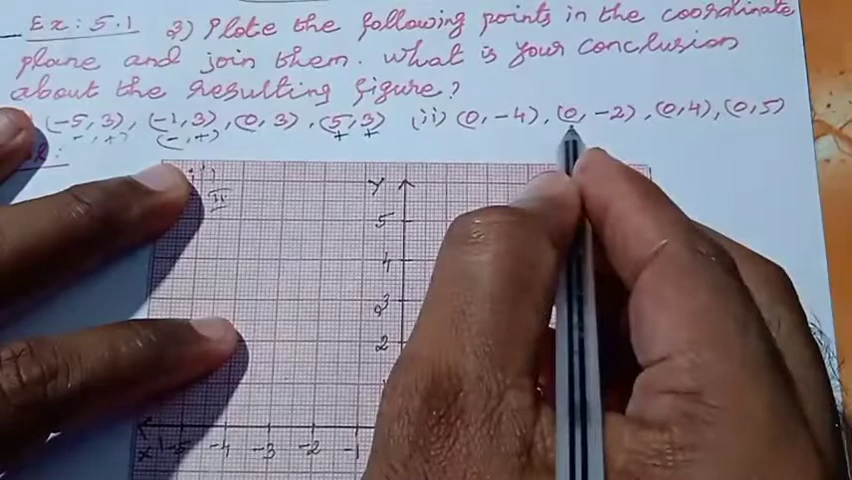 Ex: 5.1 3) Plote the following points in the coordinate
plane and join them. What is your conclusion
about the resulting figure?
(-5, 3), (-1, 3), (0, 3), (5, 3) (ii) (0, -4), (0, -2), (0, 4), (0, 5)
-, + (-, +) + +
II
Y
5
4
3
2
X' -5 -4 -3 -2 -1